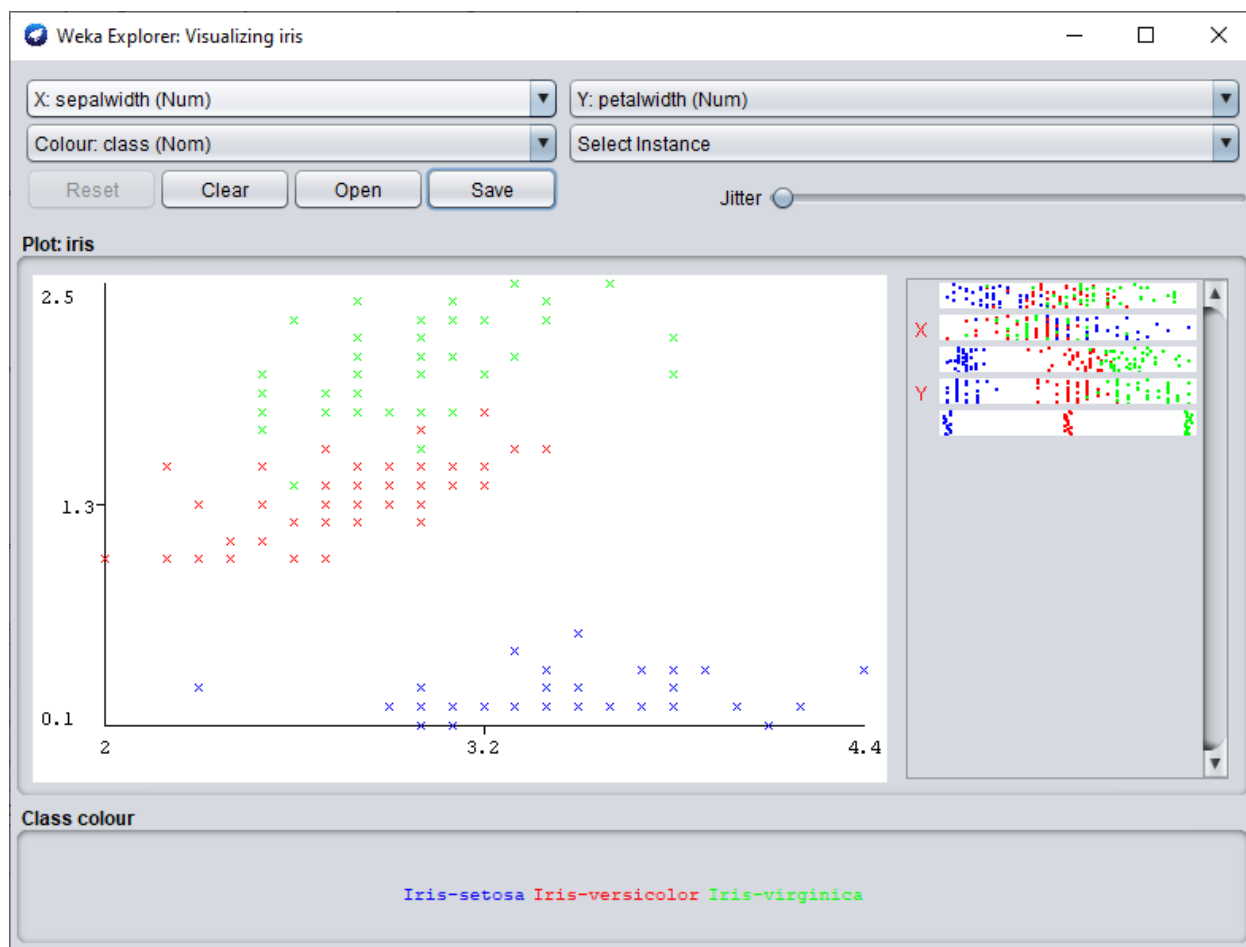 Weka Explorer: Visualizing iris
X: sepalwidth (Num) Y: petalwidth (Num)
Colour: class (Nom) Select Instance
Reset Clear Open Save Jitter
Plot: iris
2.5
1.3
0.1
2 3.2 4.4
X
Y
Class colour
Iris-setosa Iris-versicolor Iris-virginica